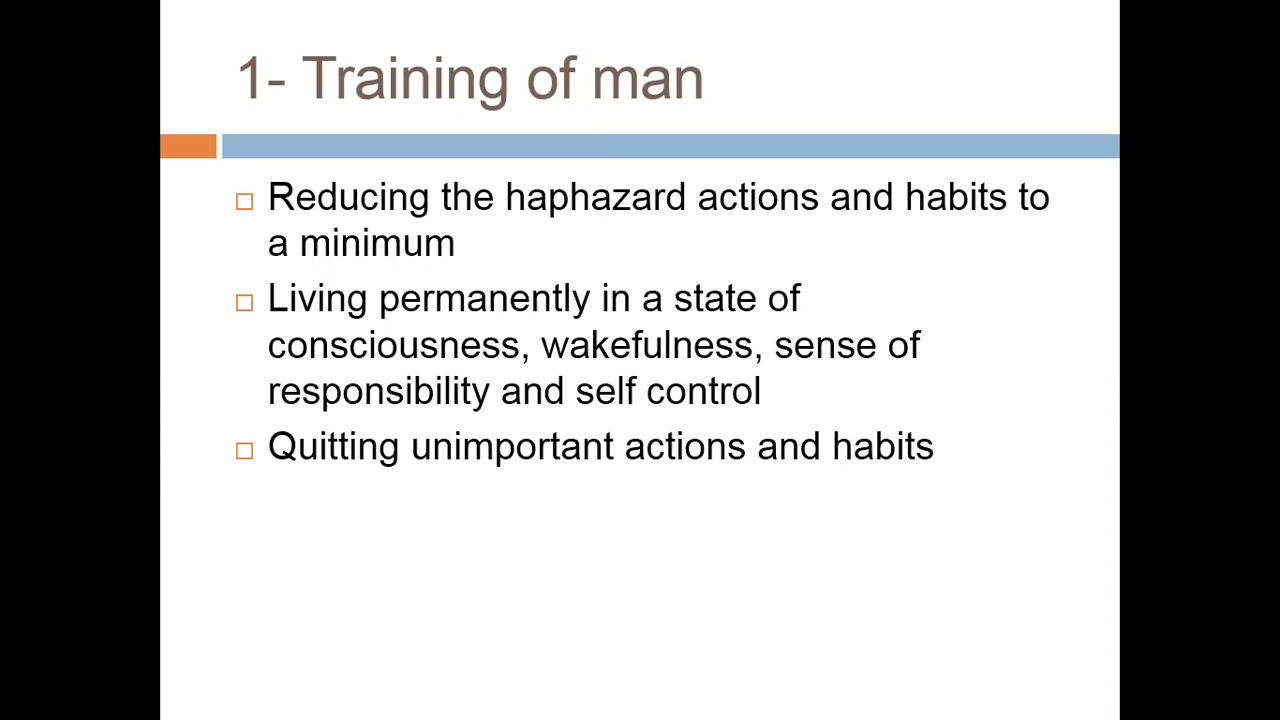 1- Training of man
Reducing the haphazard actions and habits to
a minimum
Living permanently in a state of
consciousness, wakefulness, sense of
responsibility and self control
Quitting unimportant actions and habits